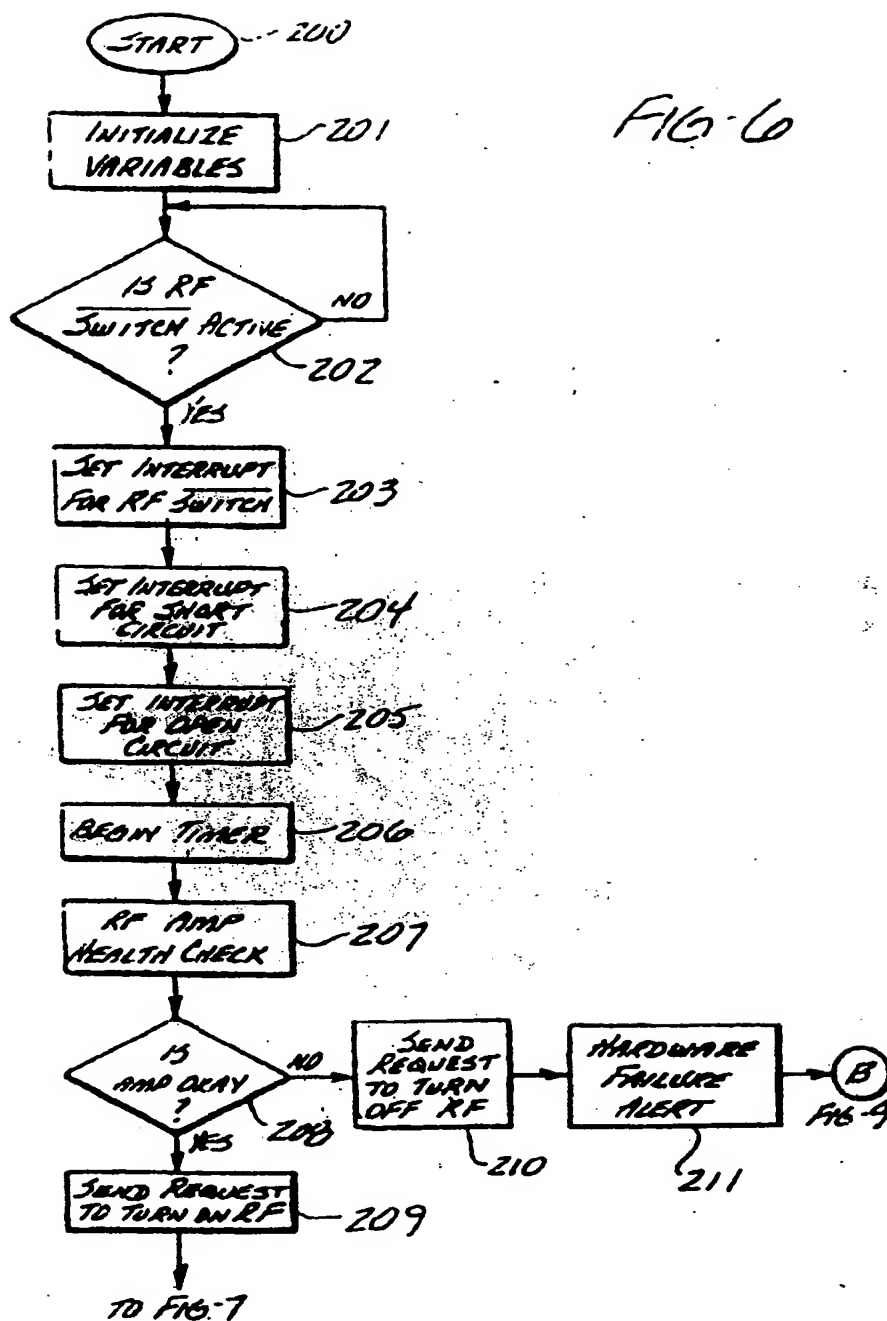 START
200
FIG-6
INITIALIZE
VARIABLES
201
IS RF
SWITCH ACTIVE
?
NO
202
YES
SET INTERRUPT
FOR RF SWITCH
203
SET INTERRUPT
FOR SHORT
CIRCUIT
204
SET INTERRUPT
FOR OPEN
CIRCUIT
205
BEGIN TIMER
206
RF AMP
HEALTH CHECK
207
IS
AMP OKAY
?
NO
208
YES
SEND
REQUEST
TO TURN
OFF RF
210
HARDWARE
FAILURE
ALERT
211
B
FIG-9
SEND REQUEST
TO TURN ON RF
209
TO FIG-7